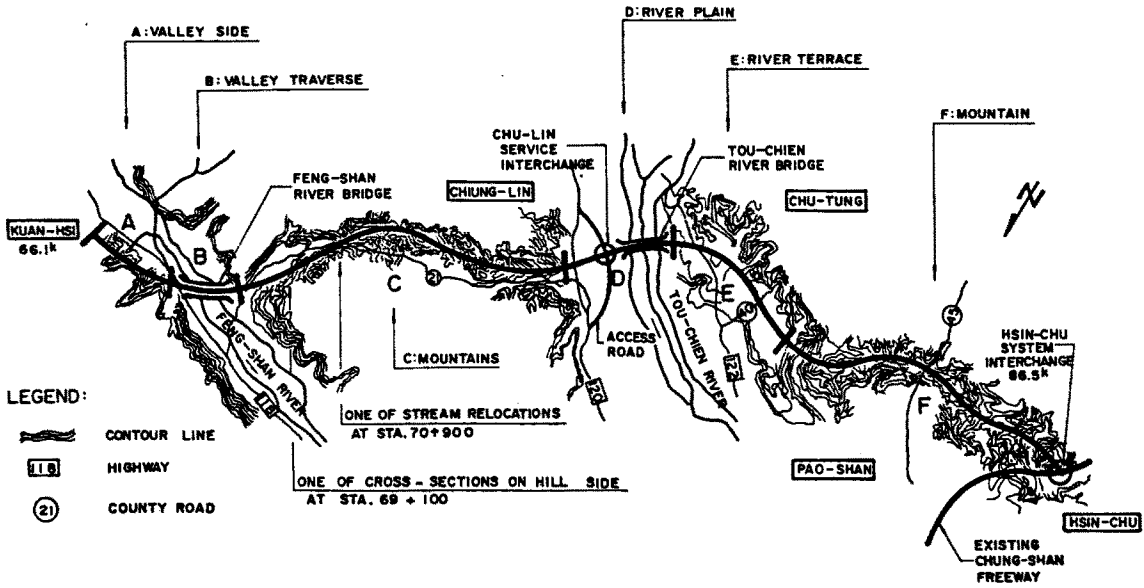 A:VALLEY SIDE
B:VALLEY TRAVERSE
D:RIVER PLAIN
E:RIVER TERRACE
F:MOUNTAIN
CHU-LIN
SERVICE
INTERCHANGE
TOU-CHIEN
RIVER BRIDGE
FENG-SHAN
RIVER BRIDGE
CHIUNG-LIN
CHU-TUNG
KUAN-HSI
66.1k
A
B
C
D
E
F
21
FENG-SHAN RIVER
118
C:MOUNTAINS
ACCESS
ROAD
120
TOU-CHIEN RIVER
122
HSIN-CHU
SYSTEM
INTERCHANGE
86.5k
LEGEND:
CONTOUR LINE
118 HIGHWAY
21 COUNTY ROAD
ONE OF STREAM RELOCATIONS
AT STA. 70+900
ONE OF CROSS-SECTIONS ON HILL SIDE
AT STA. 69 + 100
PAO-SHAN
HSIN-CHU
EXISTING
CHUNG-SHAN
FREEWAY